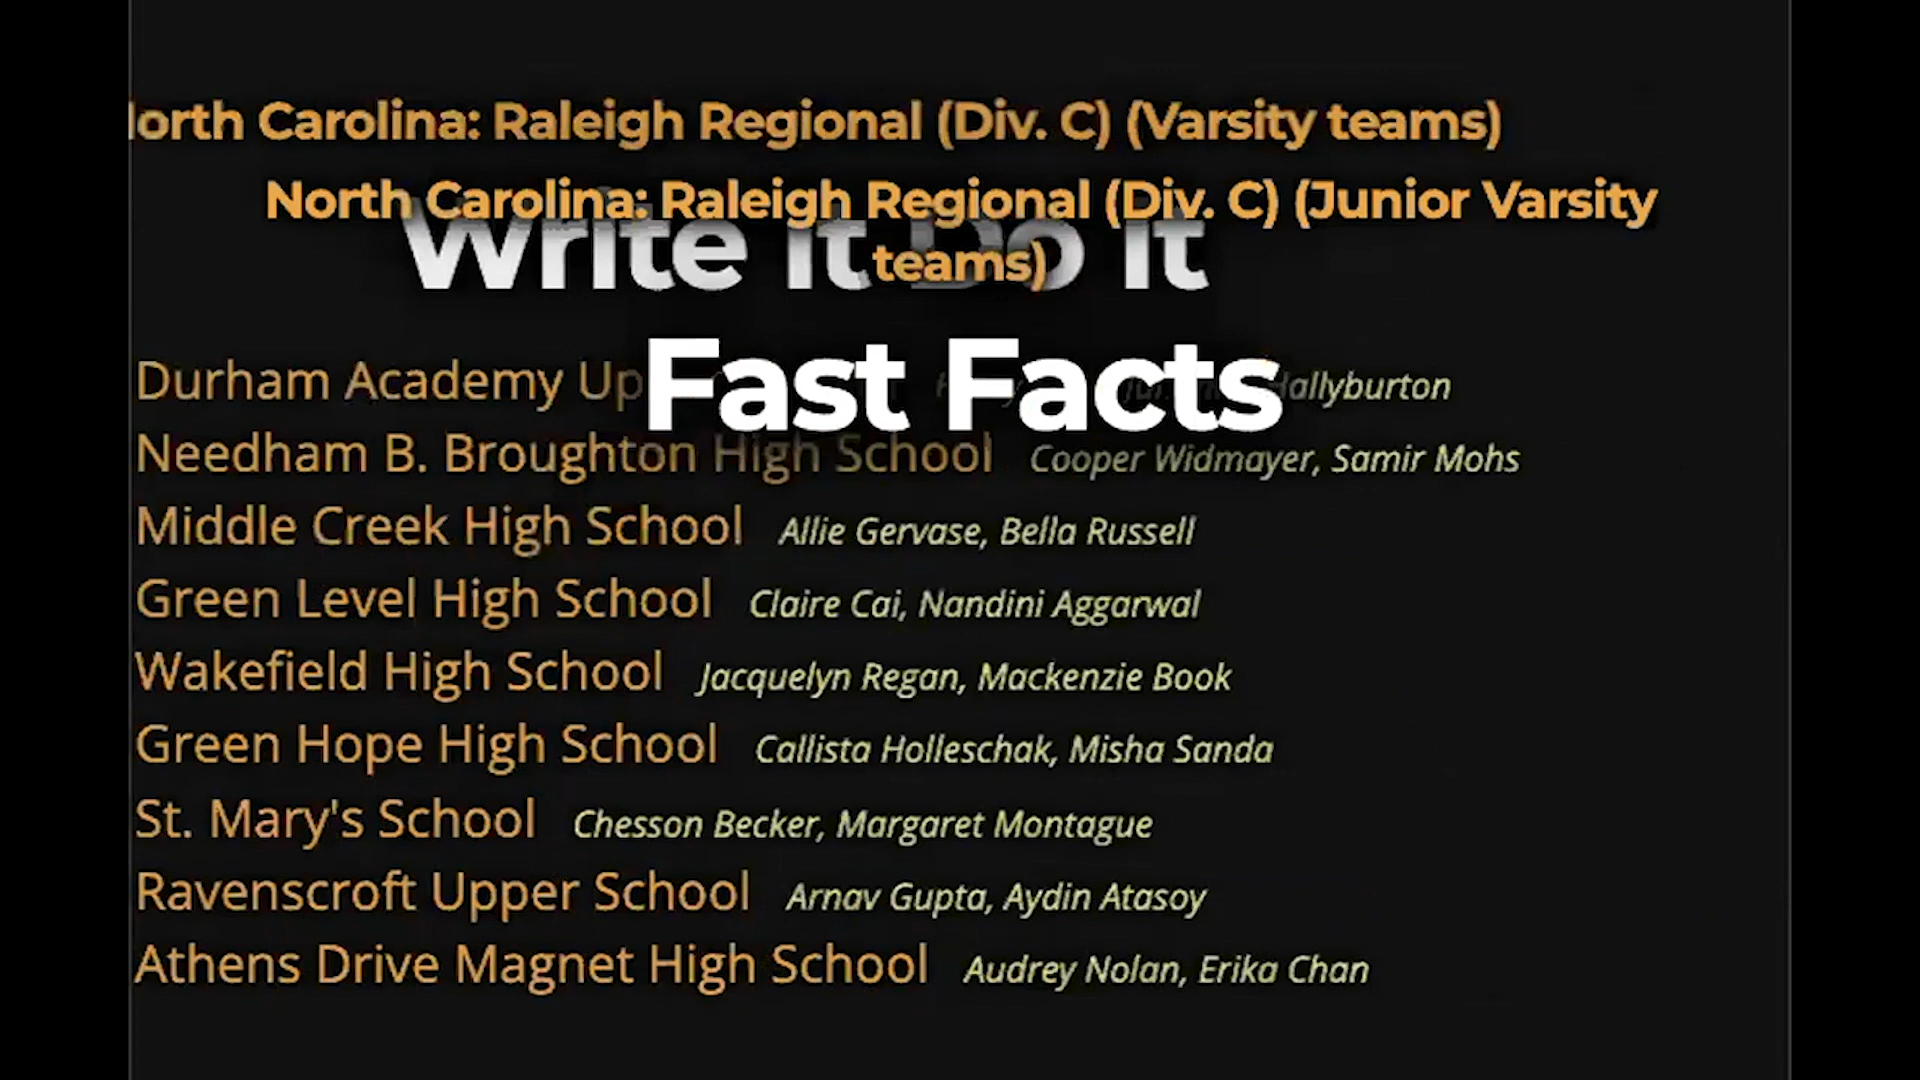 North Carolina: Raleigh Regional (Div. C) (Varsity teams)
North Carolina: Raleigh Regional (Div. C) (Junior Varsity
teams)
Write It Do It
Fast Facts
Durham Academy
Needham B. Broughton High School Cooper Widmayer, Samir Mohs
Middle Creek High School Allie Gervase, Bella Russell
Green Level High School Claire Cai, Nandini Aggarwal
Wakefield High School Jacquelyn Regan, Mackenzie Book
Green Hope High School Callista Holleschak, Misha Sanda
St. Mary's School Chesson Becker, Margaret Montague
Ravenscroft Upper School Arnav Gupta, Aydin Atasoy
Athens Drive Magnet High School Audrey Nolan, Erika Chan